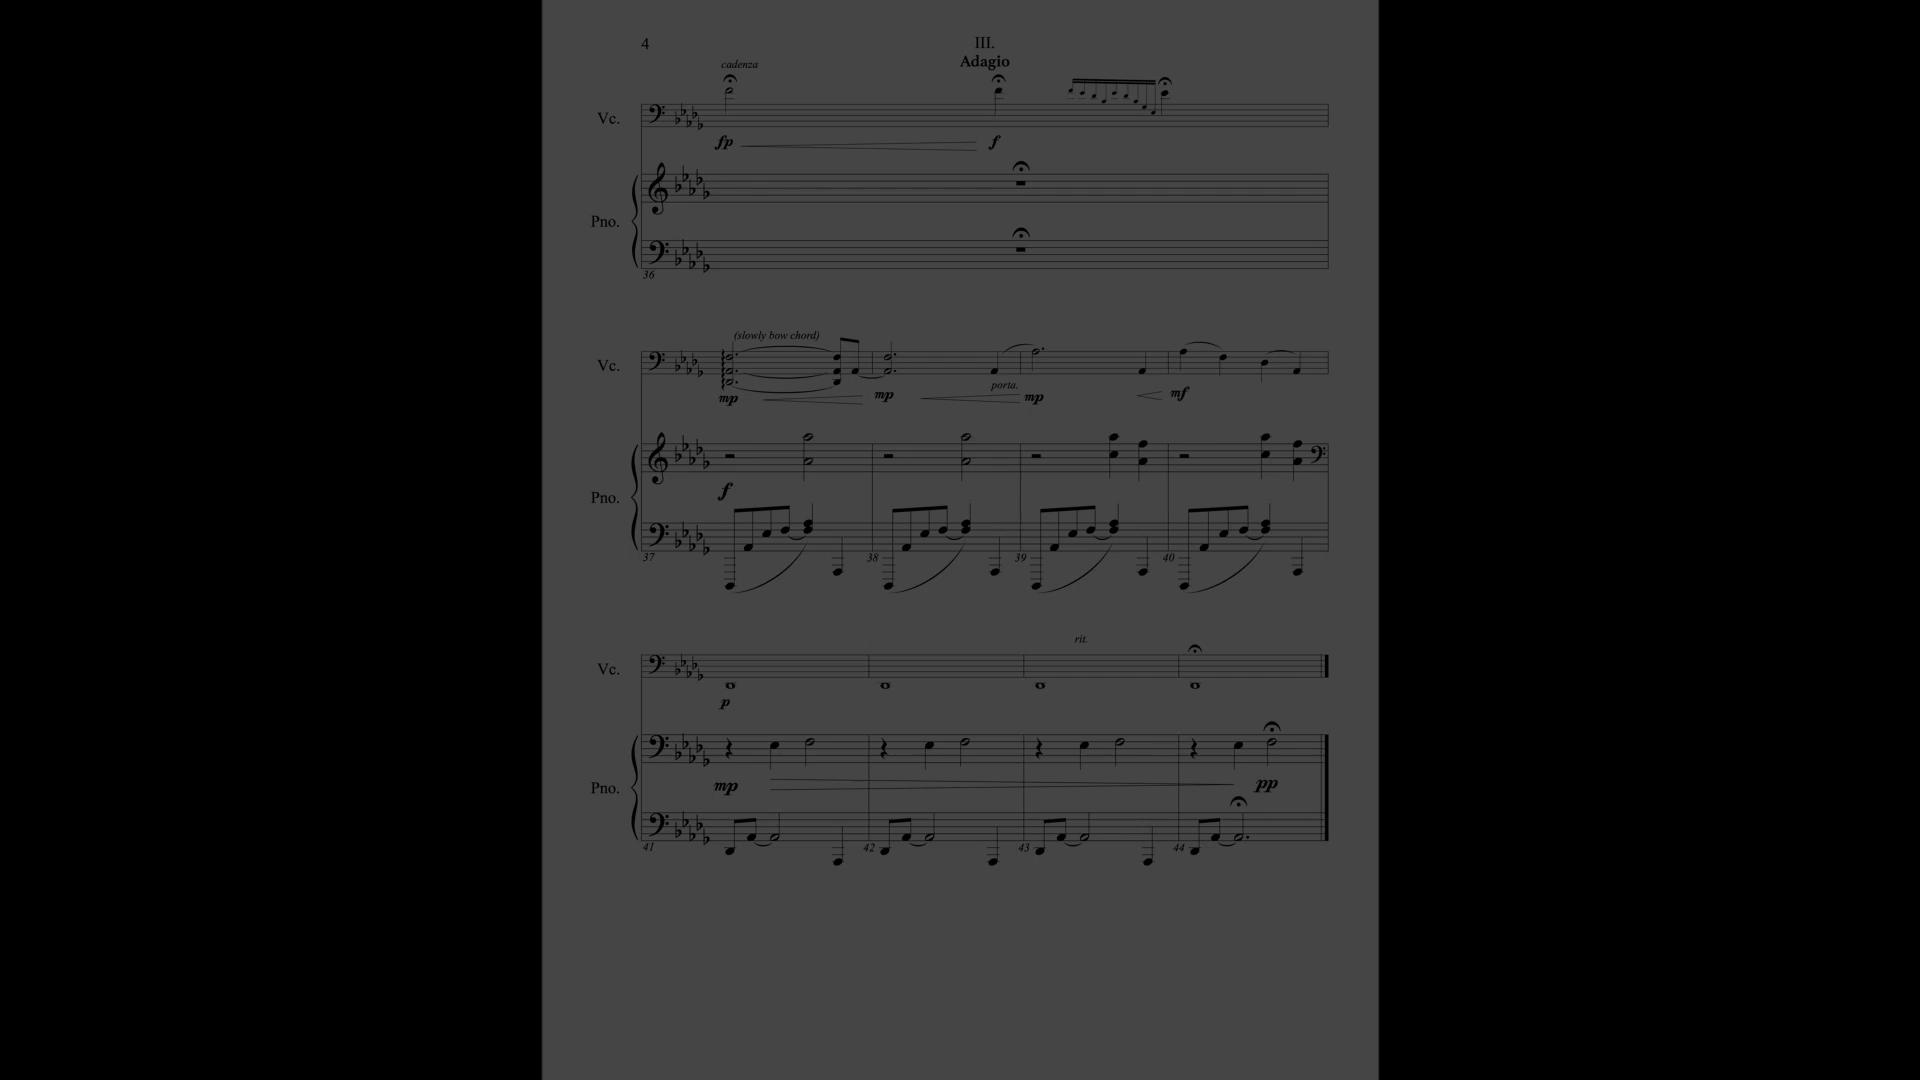 4
III.
Adagio
cadenza
Vc.
fp
f
Pno.
36
(slowly bow chord)
Vc.
porta.
mp
mp
mp
mf
Pno.
f
37
38
39
40
rit.
Vc.
p
Pno.
mp
pp
41
42
43
44